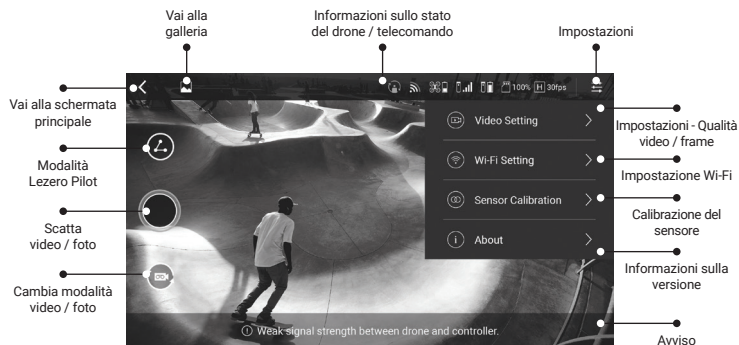 Vai alla
galleria
Informazioni sullo stato
del drone / telecomando
Impostazioni
100% H 30fps
Vai alla schermata
principale
Modalità
Lezero Pilot
Scatta
video / foto
Cambia modalità
video / foto
Video Setting
Wi-Fi Setting
Sensor Calibration
About
Impostazioni - Qualità
video / frame
Impostazione Wi-Fi
Calibrazione del
sensore
Informazioni sulla
versione
Weak signal strength between drone and controller.
Avviso